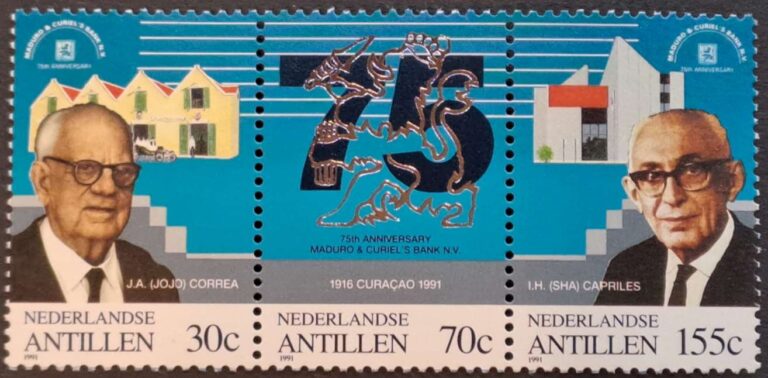 MADURO & CURIEL'S BANK N.V.
75TH ANNIVERSARY
J.A. (JOJO) CORREA
NEDERLANDSE
ANTILLEN 30c
1991
75
75th ANNIVERSARY
MADURO & CURIEL'S BANK N.V.
1916 CURAÇAO 1991
NEDERLANDSE
ANTILLEN 70c
1991
MADURO & CURIEL'S BANK N.V.
75TH ANNIVERSARY
I.H. (SHA) CAPRILES
NEDERLANDSE
ANTILLEN 155c
1991